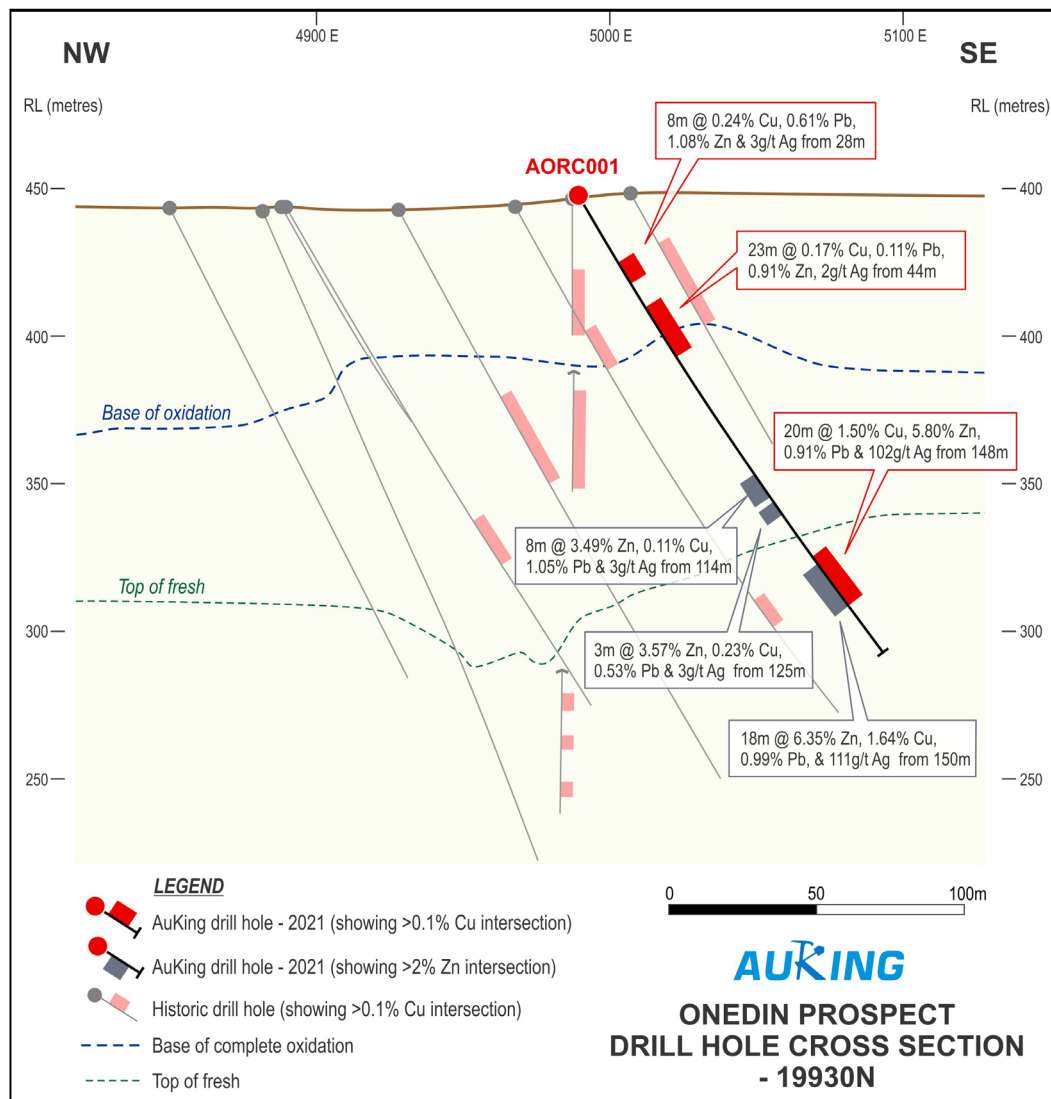 4900 E
5000 E
5100 E
NW
SE
RL (metres)
RL (metres)
8m @ 0.24% Cu, 0.61% Pb,
1.08% Zn & 3g/t Ag from 28m
AORC001
450
400
23m @ 0.17% Cu, 0.11% Pb,
0.91% Zn, 2g/t Ag from 44m
400
400
Base of oxidation
20m @ 1.50% Cu, 5.80% Zn,
0.91% Pb & 102g/t Ag from 148m
350
350
8m @ 3.49% Zn, 0.11% Cu,
1.05% Pb & 3g/t Ag from 114m
Top of fresh
300
300
3m @ 3.57% Zn, 0.23% Cu,
0.53% Pb & 3g/t Ag from 125m
18m @ 6.35% Zn, 1.64% Cu,
0.99% Pb, & 111g/t Ag from 150m
250
250
LEGEND
AuKing drill hole - 2021 (showing >0.1% Cu intersection)
AuKing drill hole - 2021 (showing >2% Zn intersection)
Historic drill hole (showing >0.1% Cu intersection)
Base of complete oxidation
Top of fresh
0 50 100m
AUKING
ONEDIN PROSPECT
DRILL HOLE CROSS SECTION
- 19930N